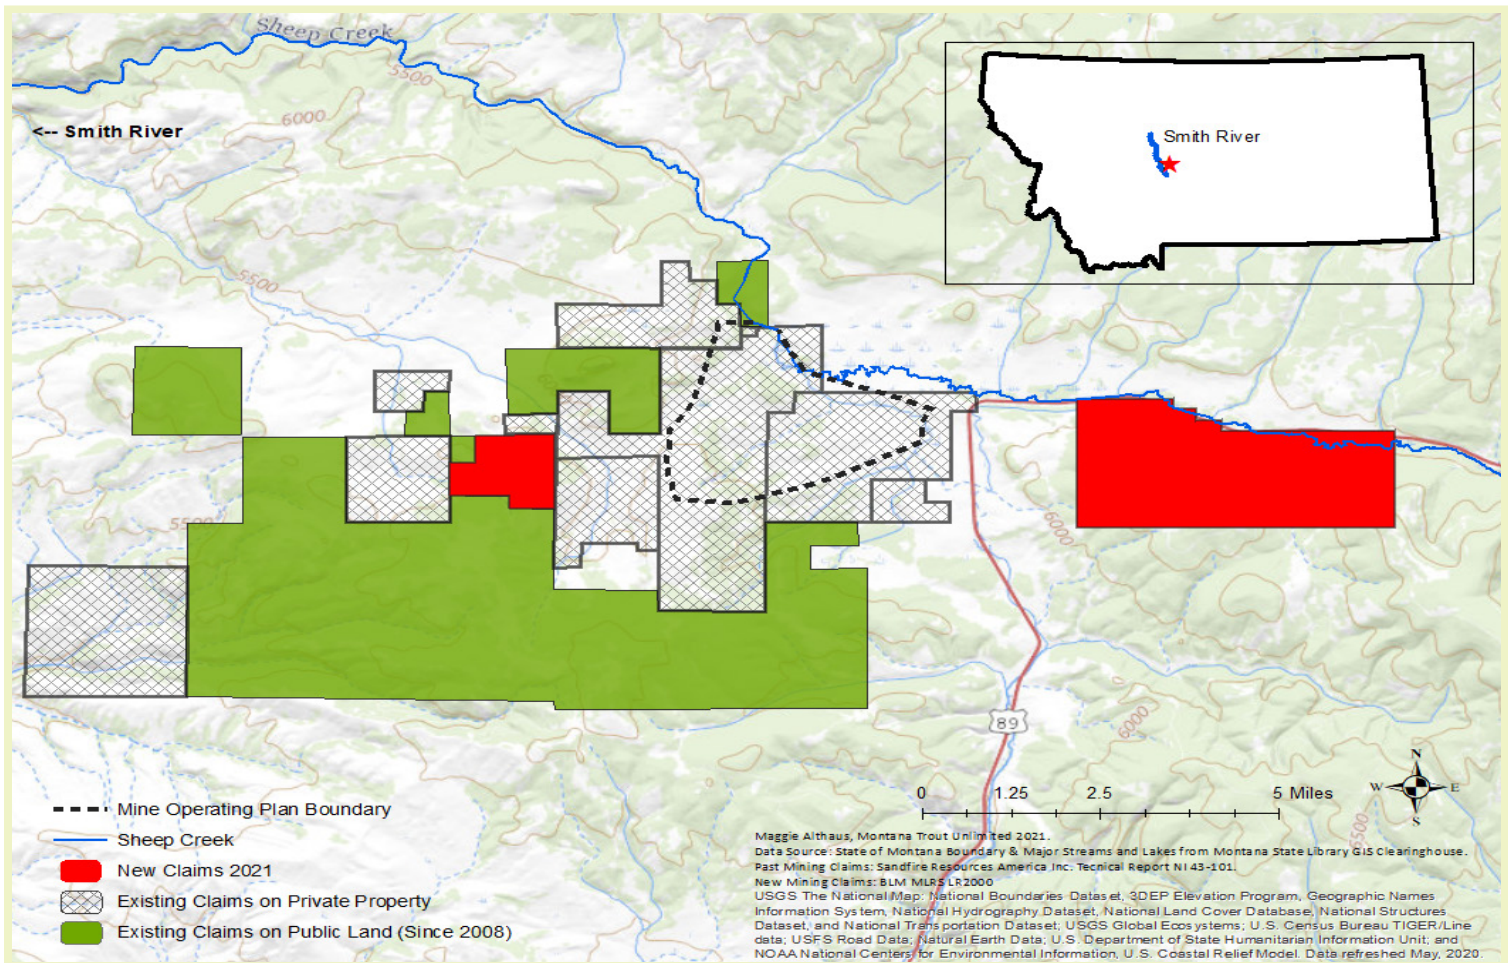 Sheep Creek
5500
6000
<-- Smith River
Smith River
5500
5500
6000
89
6000
5500
0 1.25 2.5 5 Miles
N
W E
S
Mine Operating Plan Boundary
Sheep Creek
New Claims 2021
Existing Claims on Private Property
Existing Claims on Public Land (Since 2008)
Maggie Althaus, Montana Trout Unlimited 2021.
Data Source: State of Montana Boundary & Major Streams and Lakes from Montana State Library GIS Clearinghouse.
Past Mining Claims: Sandfire Resources America Inc. Tecnical Report NI 43-101.
New Mining Claims: BLM MLRS LR2000
USGS The National Map: National Boundaries Dataset, 3DEP Elevation Program, Geographic Names
Information System, National Hydrography Dataset, National Land Cover Database, National Structures
Dataset, and National Transportation Dataset; USGS Global Ecosystems; U.S. Census Bureau TIGER/Line
data; USFS Road Data; Natural Earth Data; U.S. Department of State Humanitarian Information Unit; and
NOAA National Centers for Environmental Information, U.S. Coastal Relief Model. Data refreshed May, 2020.